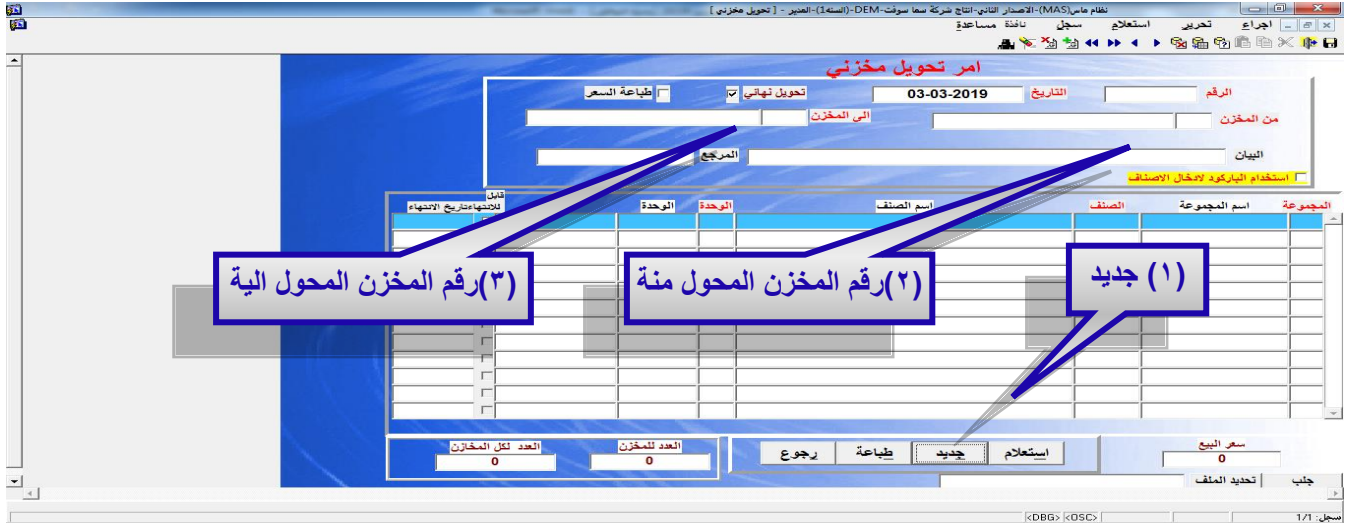 نظام ماس(MAS)-الاصدار الثاني-انتاج شركة سما سوفت-DEM-(السنه1)-المدير - [ تحويل مخزني ]
اجراء تحرير استعلام سجل نافذة مساعدة
امر تحويل مخزني
الرقم التاريخ 03-03-2019 تحويل نهائي طباعة السعر
من المخزن الي المخزن
البيان المرجع
استخدام الباركود لادخال الاصناف
المجموعة اسم المجموعة الصنف اسم الصنف الوحدة الوحدة قابل للانتهاء تاريخ الانتهاء
(١) جديد
(٢)رقم المخزن المحول منة
(٣)رقم المخزن المحول الية
سعر البيع
0
استعلام جديد طباعة رجوع
العدد للمخزن
0
العدد لكل المخازن
0
جلب تحديد الملف
سجل: 1/1 <OSC> <DBG>